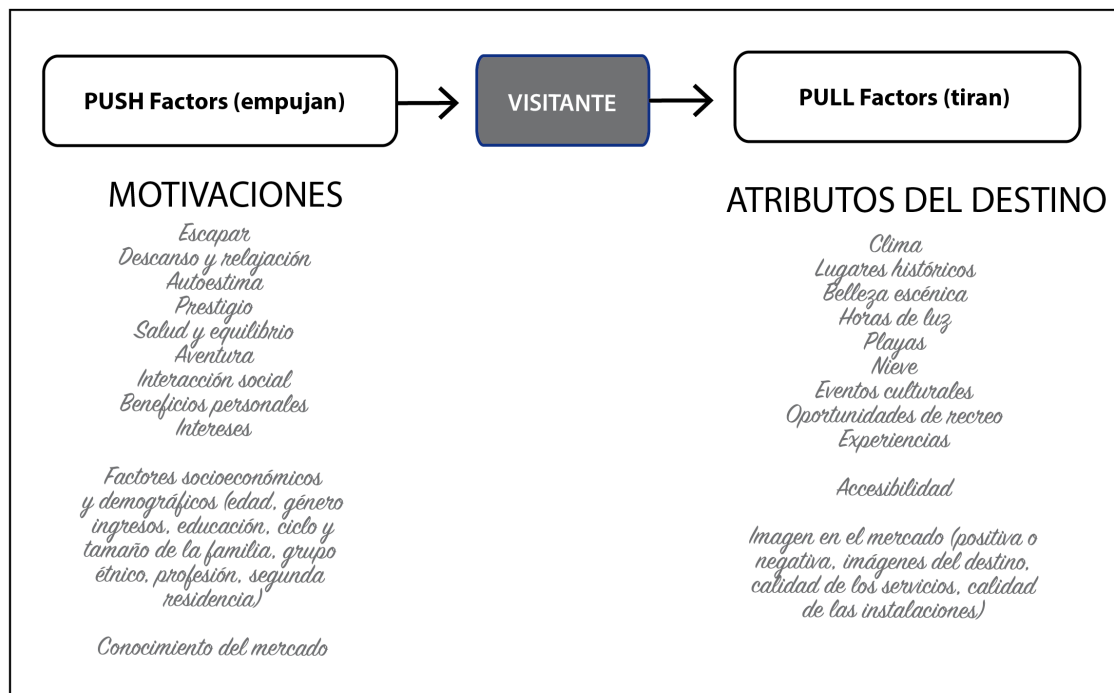 PUSH Factors (empujan)
VISITANTE
PULL Factors (tiran)
MOTIVACIONES
Escapar
Descanso y relajación
Autoestima
Prestigio
Salud y equilibrio
Aventura
Interacción social
Beneficios personales
Intereses
Factores socioeconómicos
y demográficos (edad, género
ingresos, educación, ciclo y
tamaño de la familia, grupo
étnico, profesión, segunda
residencia)
Conocimiento del mercado
ATRIBUTOS DEL DESTINO
Clima
Lugares históricos
Belleza escénica
Horas de luz
Playas
Nieve
Eventos culturales
Oportunidades de recreo
Experiencias
Accesibilidad
Imagen en el mercado (positiva o
negativa, imágenes del destino,
calidad de los servicios, calidad
de las instalaciones)